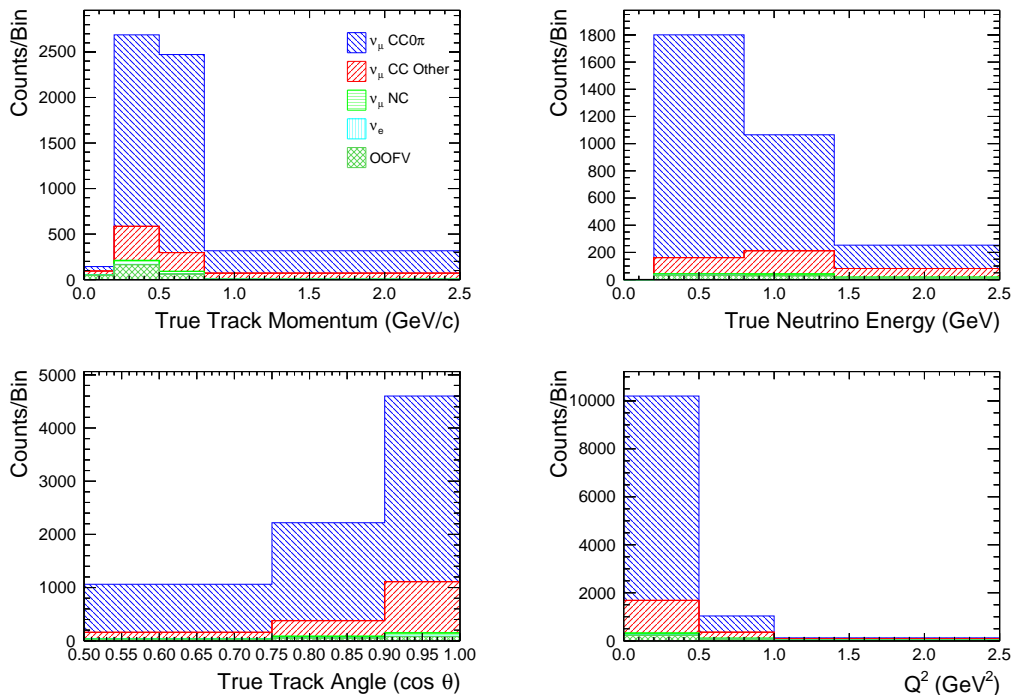 Counts/Bin
2500
2000
1500
1000
500
0
0.0 0.5 1.0 1.5 2.0 2.5
True Track Momentum (GeV/c)
νμ CC0π
νμ CC Other
νμ NC
νe
OOFV
Counts/Bin
1800
1600
1400
1200
1000
800
600
400
200
0
0.0 0.5 1.0 1.5 2.0 2.5
True Neutrino Energy (GeV)
Counts/Bin
5000
4000
3000
2000
1000
0
0.50 0.55 0.60 0.65 0.70 0.75 0.80 0.85 0.90 0.95 1.00
True Track Angle (cos θ)
Counts/Bin
10000
8000
6000
4000
2000
0
0.0 0.5 1.0 1.5 2.0 2.5
Q² (GeV²)